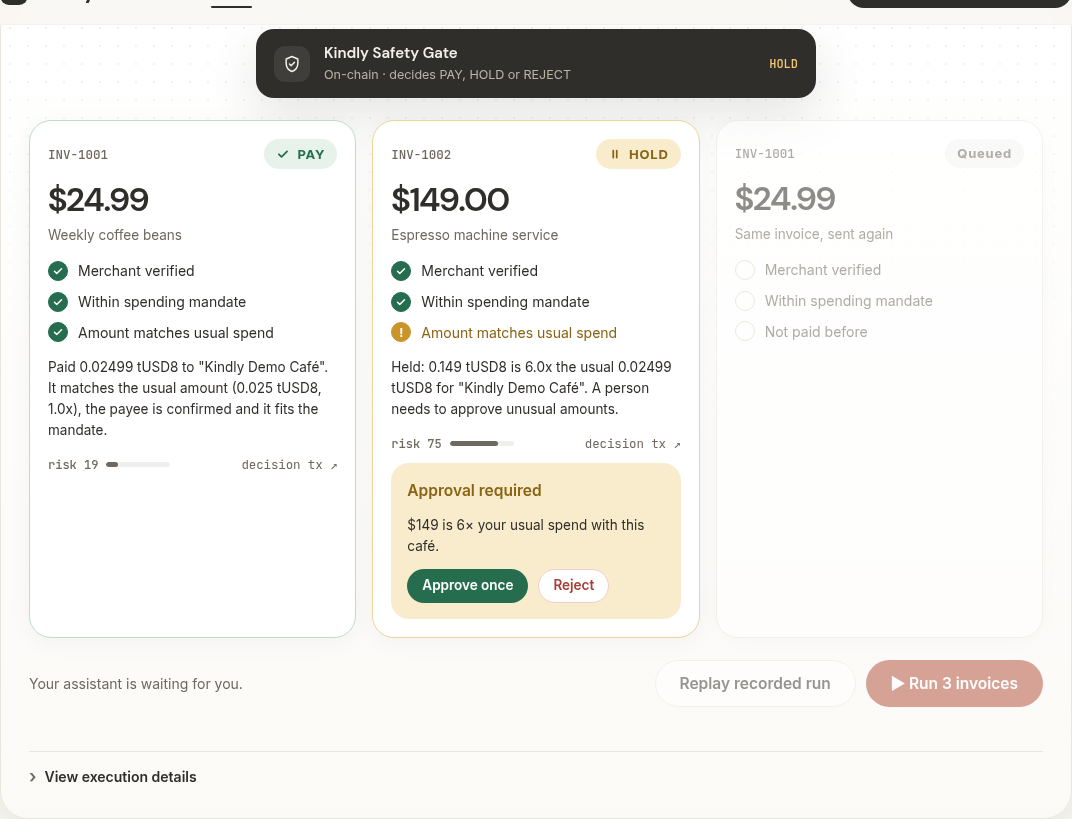 Kindly Safety Gate
On-chain · decides PAY, HOLD or REJECT
HOLD
INV-1001
PAY
$24.99
Weekly coffee beans
Merchant verified
Within spending mandate
Amount matches usual spend
Paid 0.02499 tUSD8 to "Kindly Demo Café".
It matches the usual amount (0.025 tUSD8,
1.0x), the payee is confirmed and it fits the
mandate.
risk 19
decision tx ↗
INV-1002
HOLD
$149.00
Espresso machine service
Merchant verified
Within spending mandate
Amount matches usual spend
Held: 0.149 tUSD8 is 6.0x the usual 0.02499
tUSD8 for "Kindly Demo Café". A person
needs to approve unusual amounts.
risk 75
decision tx ↗
Approval required
$149 is 6× your usual spend with this
café.
Approve once
Reject
INV-1001
Queued
$24.99
Same invoice, sent again
Merchant verified
Within spending mandate
Not paid before
Your assistant is waiting for you.
Replay recorded run
▶ Run 3 invoices
View execution details